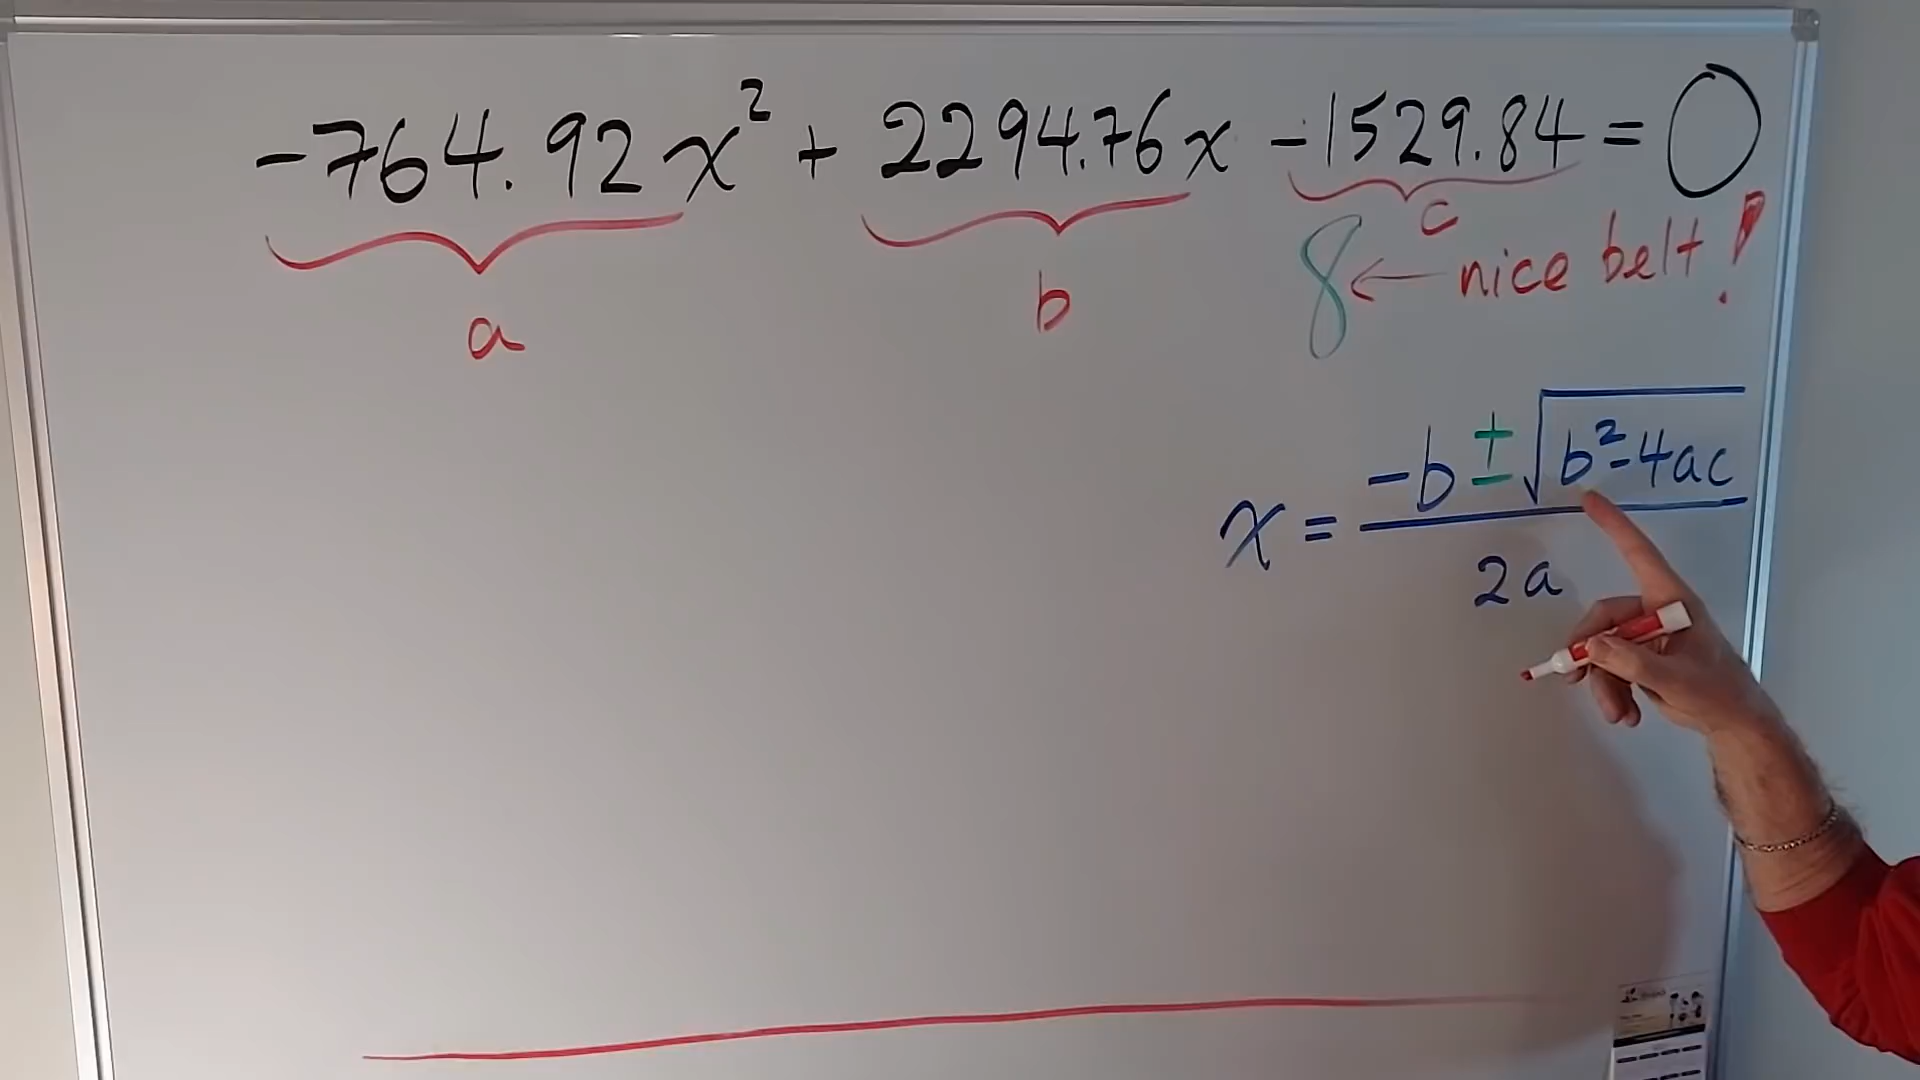 -764.92x² + 2294.76x - 1529.84 = 0
a b c
8 ← nice belt!
x = (-b ± √(b²-4ac)) / 2a